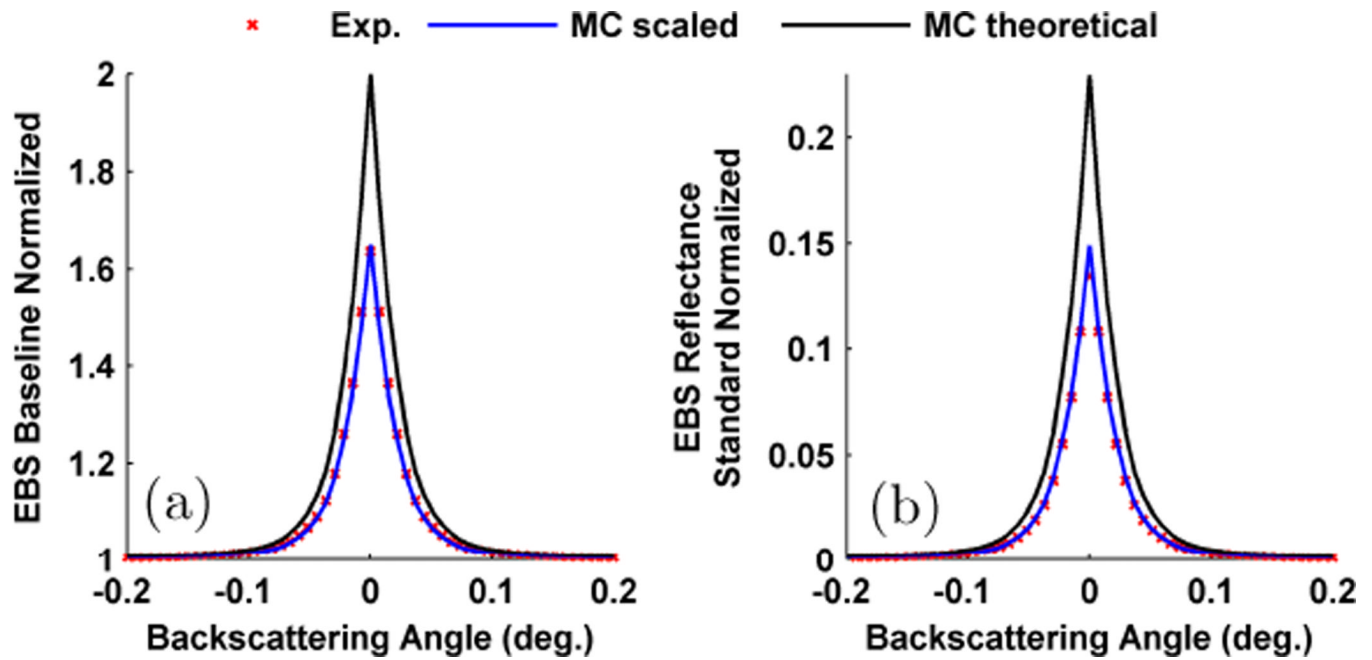 Exp. MC scaled MC theoretical
EBS Baseline Normalized
2
1.8
1.6
1.4
1.2
1
(a)
-0.2 -0.1 0 0.1 0.2
Backscattering Angle (deg.)
EBS Reflectance
Standard Normalized
0.2
0.15
0.1
0.05
0
(b)
-0.2 -0.1 0 0.1 0.2
Backscattering Angle (deg.)